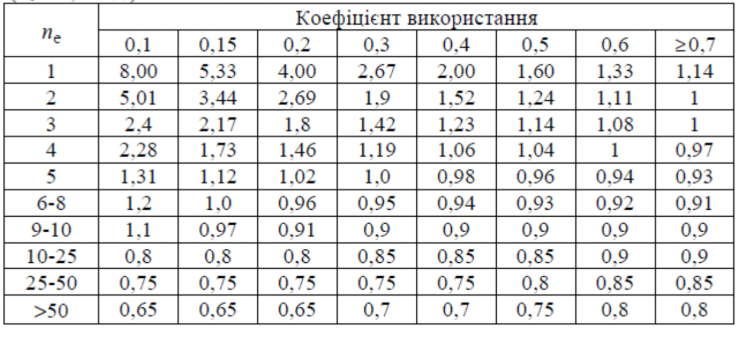 nе Коефіцієнт використання
0,1 0,15 0,2 0,3 0,4 0,5 0,6 ≥0,7
1 8,00 5,33 4,00 2,67 2,00 1,60 1,33 1,14
2 5,01 3,44 2,69 1,9 1,52 1,24 1,11 1
3 2,4 2,17 1,8 1,42 1,23 1,14 1,08 1
4 2,28 1,73 1,46 1,19 1,06 1,04 1 0,97
5 1,31 1,12 1,02 1,0 0,98 0,96 0,94 0,93
6-8 1,2 1,0 0,96 0,95 0,94 0,93 0,92 0,91
9-10 1,1 0,97 0,91 0,9 0,9 0,9 0,9 0,9
10-25 0,8 0,8 0,8 0,85 0,85 0,85 0,9 0,9
25-50 0,75 0,75 0,75 0,75 0,75 0,8 0,85 0,85
>50 0,65 0,65 0,65 0,7 0,7 0,75 0,8 0,8